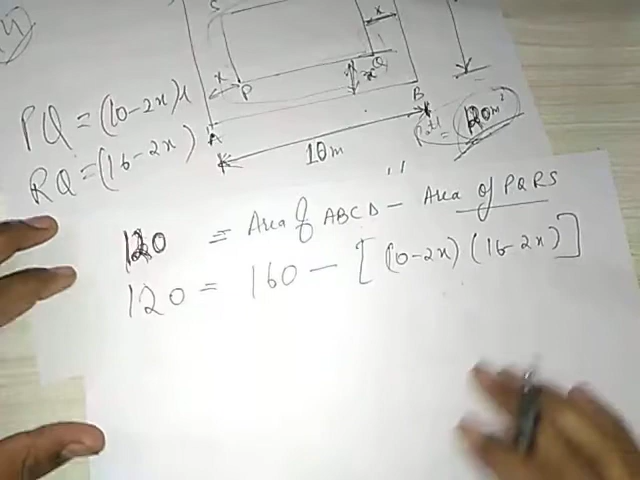 S
x
Q
x
x
P
B
A
10m
120m²
PQ = (10-2x)
RQ = (16-2x)
120 = Area of ABCD - Area of PQRS
120 = 160 - [(10-2x)(16-2x)]